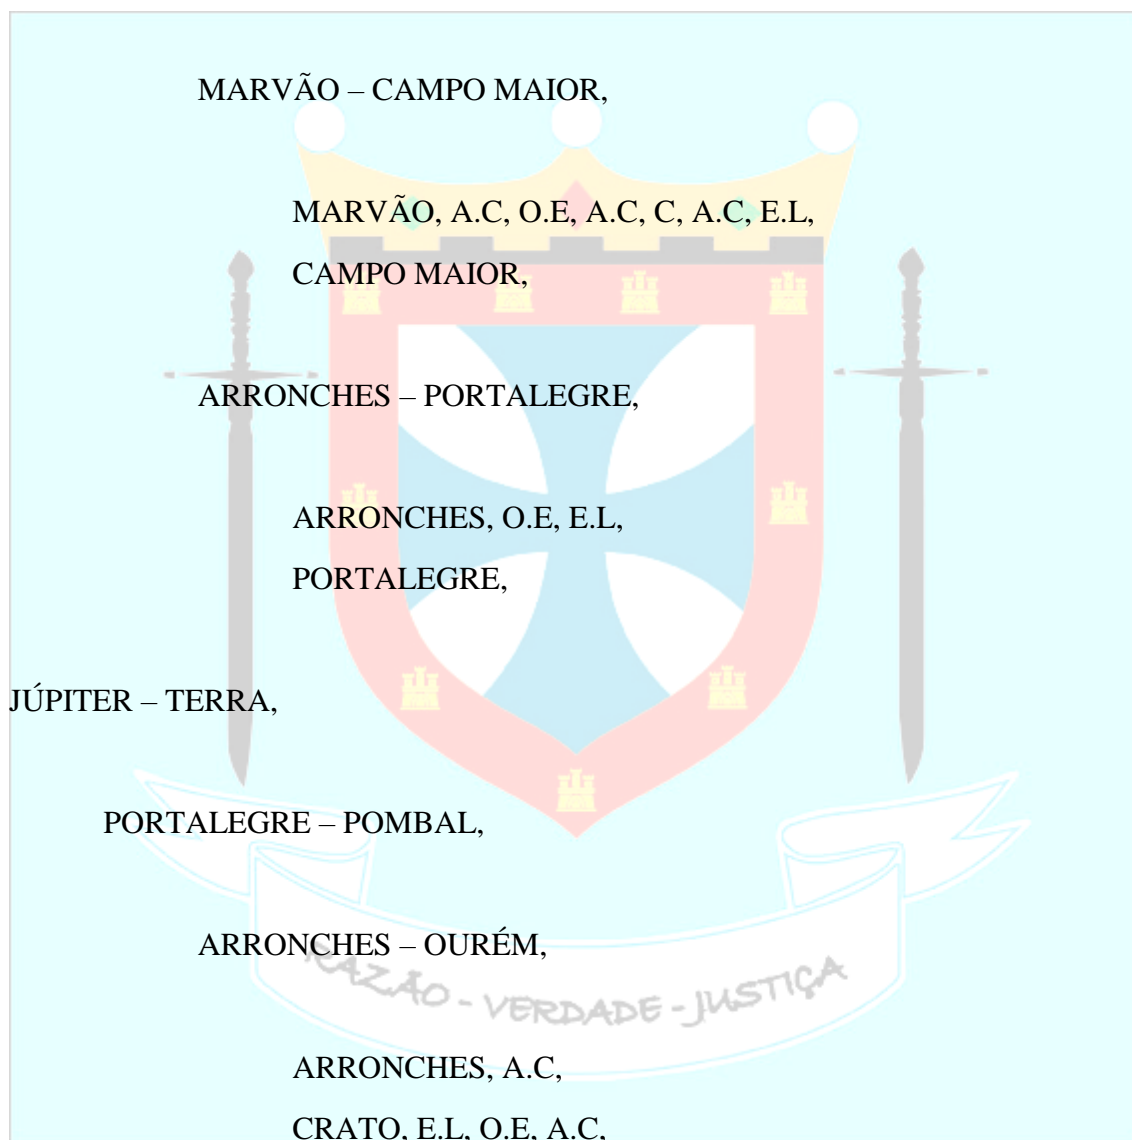 MARVÃO – CAMPO MAIOR,
MARVÃO, A.C, O.E, A.C, C, A.C, E.L,
CAMPO MAIOR,
ARRONCHES – PORTALEGRE,
ARRONCHES, O.E, E.L,
PORTALEGRE,
JÚPITER – TERRA,
PORTALEGRE – POMBAL,
ARRONCHES – OURÉM,
RAZÃO - VERDADE - JUSTIÇA
ARRONCHES, A.C,
CRATO, E.L, O.E, A.C,